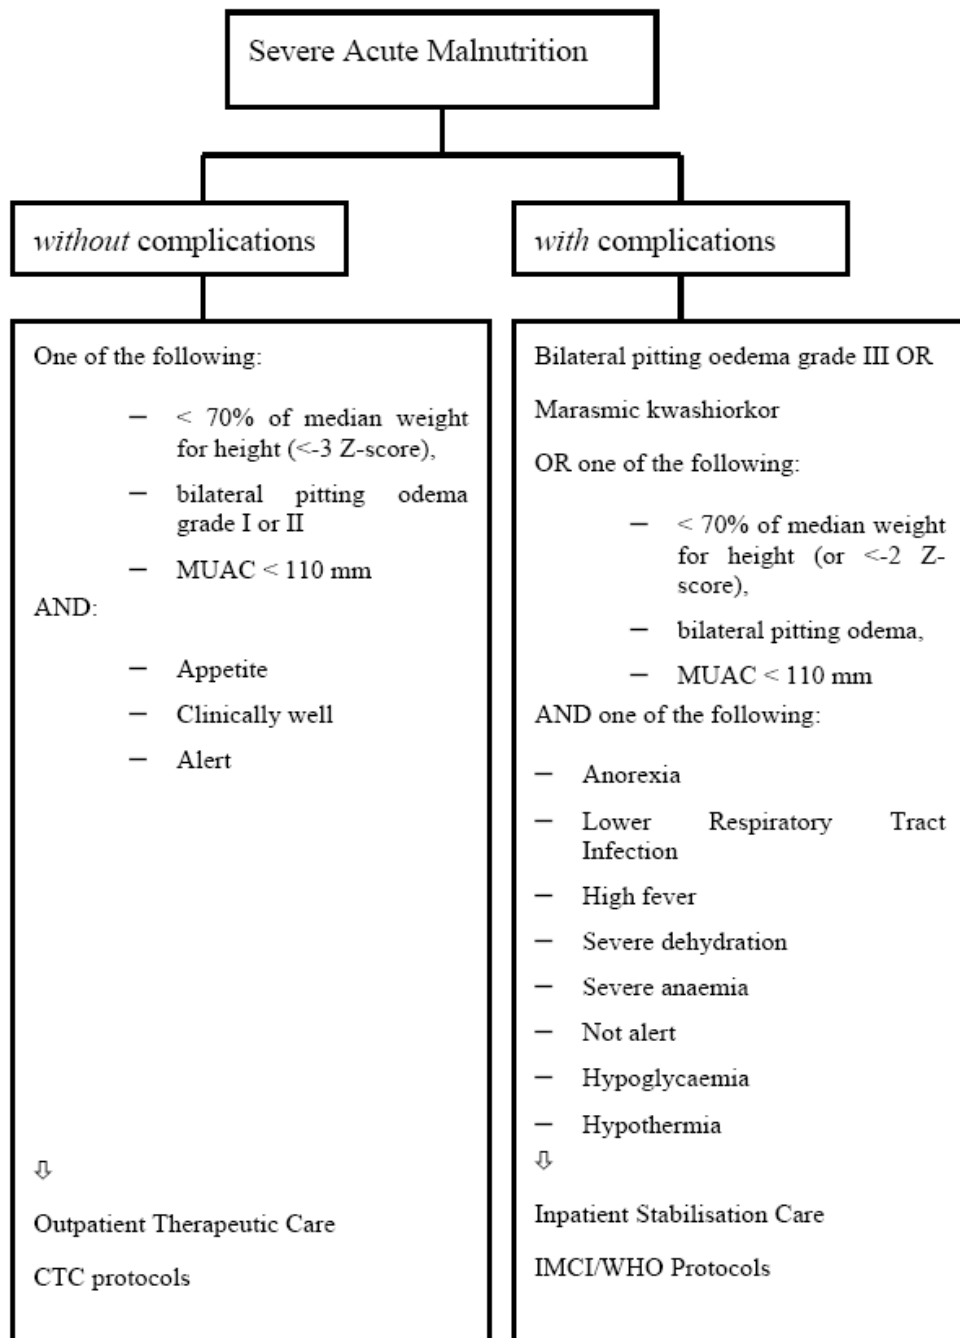 Severe Acute Malnutrition
without complications
with complications
One of the following:
– < 70% of median weight
for height (<-3 Z-score),
– bilateral pitting odema
grade I or II
– MUAC < 110 mm
AND:
– Appetite
– Clinically well
– Alert
⇩
Outpatient Therapeutic Care
CTC protocols
Bilateral pitting oedema grade III OR
Marasmic kwashiorkor
OR one of the following:
– < 70% of median weight
for height (or <-2 Z-
score),
– bilateral pitting odema,
– MUAC < 110 mm
AND one of the following:
– Anorexia
– Lower Respiratory Tract
Infection
– High fever
– Severe dehydration
– Severe anaemia
– Not alert
– Hypoglycaemia
– Hypothermia
⇩
Inpatient Stabilisation Care
IMCI/WHO Protocols